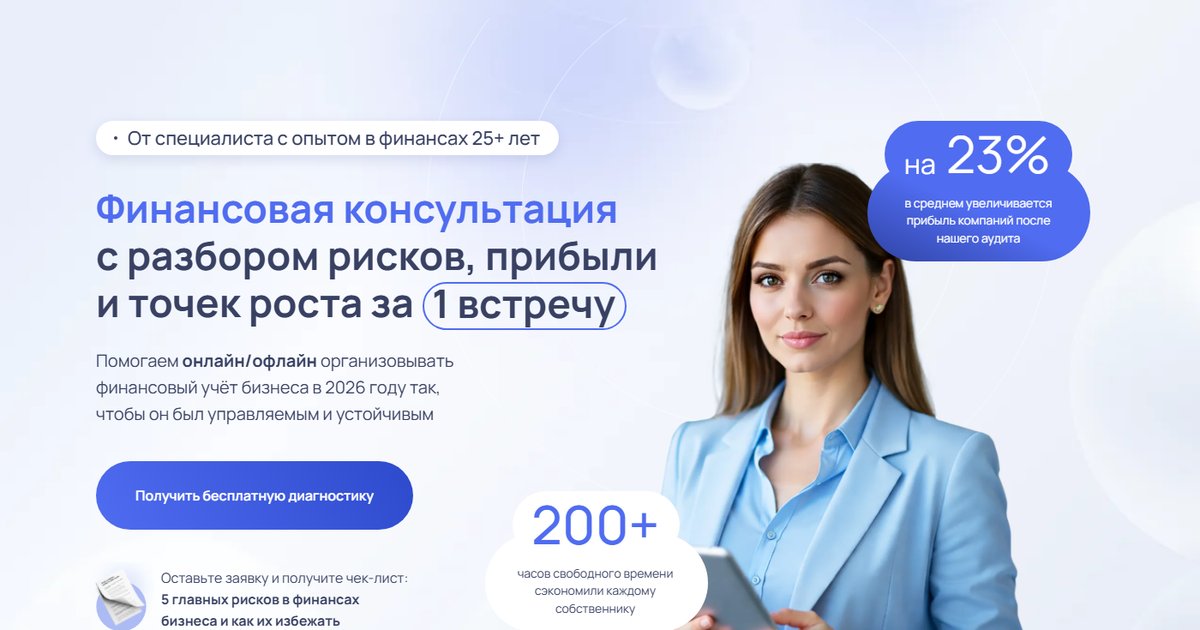 · От специалиста с опытом в финансах 25+ лет
Финансовая консультация
с разбором рисков, прибыли
и точек роста за 1 встречу
Помогаем онлайн/офлайн организовывать
финансовый учёт бизнеса в 2026 году так,
чтобы он был управляемым и устойчивым
Получить бесплатную диагностику
Оставьте заявку и получите чек-лист:
5 главных рисков в финансах
бизнеса и как их избежать
на 23%
в среднем увеличивается
прибыль компаний после
нашего аудита
200+
часов свободного времени
сэкономили каждому
собственнику